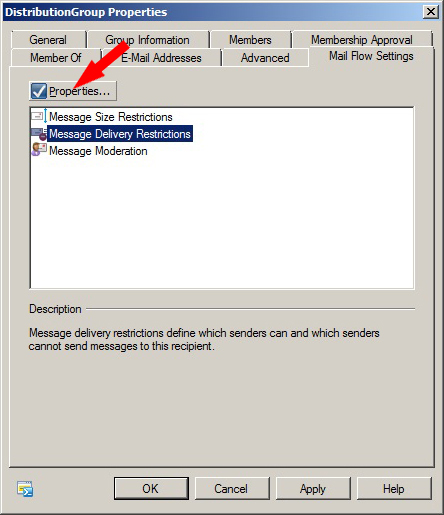 DistributionGroup Properties
General Group Information Members Membership Approval
Member Of E-Mail Addresses Advanced Mail Flow Settings
Properties...
Message Size Restrictions
Message Delivery Restrictions
Message Moderation
Description
Message delivery restrictions define which senders can and which senders
cannot send messages to this recipient.
OK Cancel Apply Help